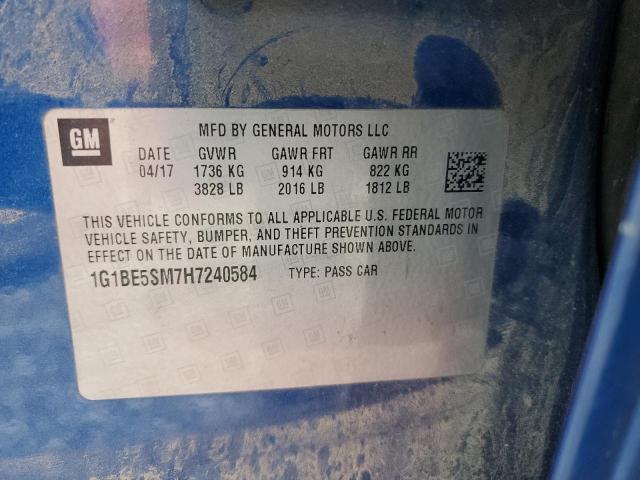 GM
MFD BY GENERAL MOTORS LLC
DATE GVWR GAWR FRT GAWR RR
04/17 1736 KG 914 KG 822 KG
3828 LB 2016 LB 1812 LB
THIS VEHICLE CONFORMS TO ALL APPLICABLE U.S. FEDERAL MOTOR
VEHICLE SAFETY, BUMPER, AND THEFT PREVENTION STANDARDS IN
EFFECT ON THE DATE OF MANUFACTURE SHOWN ABOVE.
1G1BE5SM7H7240584 TYPE: PASS CAR